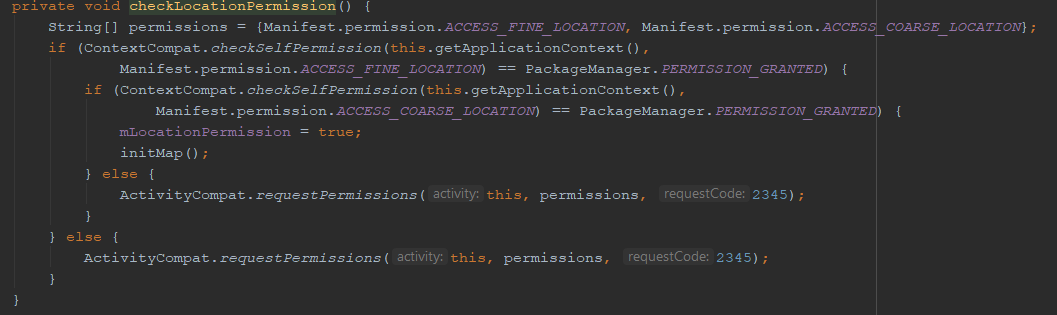 private void checkLocationPermission() {
String[] permissions = {Manifest.permission.ACCESS_FINE_LOCATION, Manifest.permission.ACCESS_COARSE_LOCATION};
if (ContextCompat.checkSelfPermission(this.getApplicationContext(),
Manifest.permission.ACCESS_FINE_LOCATION) == PackageManager.PERMISSION_GRANTED) {
if (ContextCompat.checkSelfPermission(this.getApplicationContext(),
Manifest.permission.ACCESS_COARSE_LOCATION) == PackageManager.PERMISSION_GRANTED) {
mLocationPermission = true;
initMap();
} else {
ActivityCompat.requestPermissions( activity: this, permissions, requestCode: 2345);
}
} else {
ActivityCompat.requestPermissions( activity: this, permissions, requestCode: 2345);
}
}